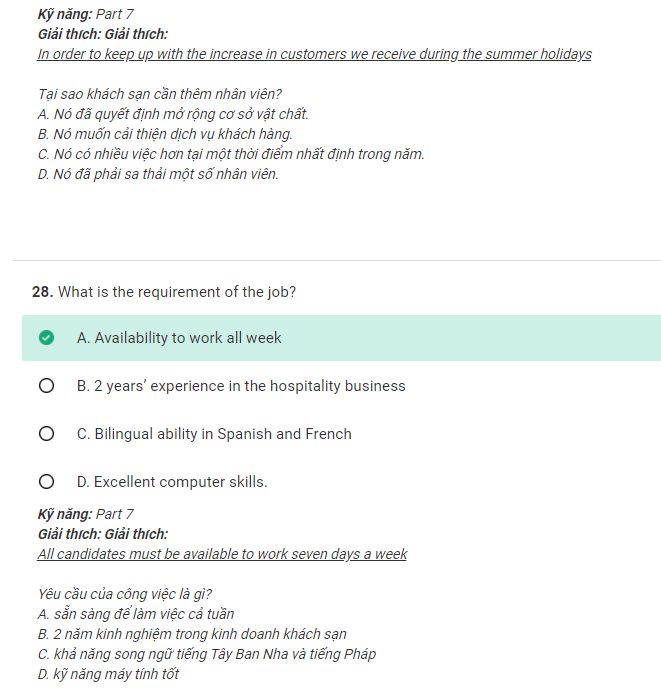 Kỹ năng: Part 7
Giải thích: Giải thích:
In order to keep up with the increase in customers we receive during the summer holidays
Tại sao khách sạn cần thêm nhân viên?
A. Nó đã quyết định mở rộng cơ sở vật chất.
B. Nó muốn cải thiện dịch vụ khách hàng.
C. Nó có nhiều việc hơn tại một thời điểm nhất định trong năm.
D. Nó đã phải sa thải một số nhân viên.
28. What is the requirement of the job?
A. Availability to work all week
B. 2 years’ experience in the hospitality business
C. Bilingual ability in Spanish and French
D. Excellent computer skills.
Kỹ năng: Part 7
Giải thích: Giải thích:
All candidates must be available to work seven days a week
Yêu cầu của công việc là gì?
A. sẵn sàng để làm việc cả tuần
B. 2 năm kinh nghiệm trong kinh doanh khách sạn
C. khả năng song ngữ tiếng Tây Ban Nha và tiếng Pháp
D. kỹ năng máy tính tốt